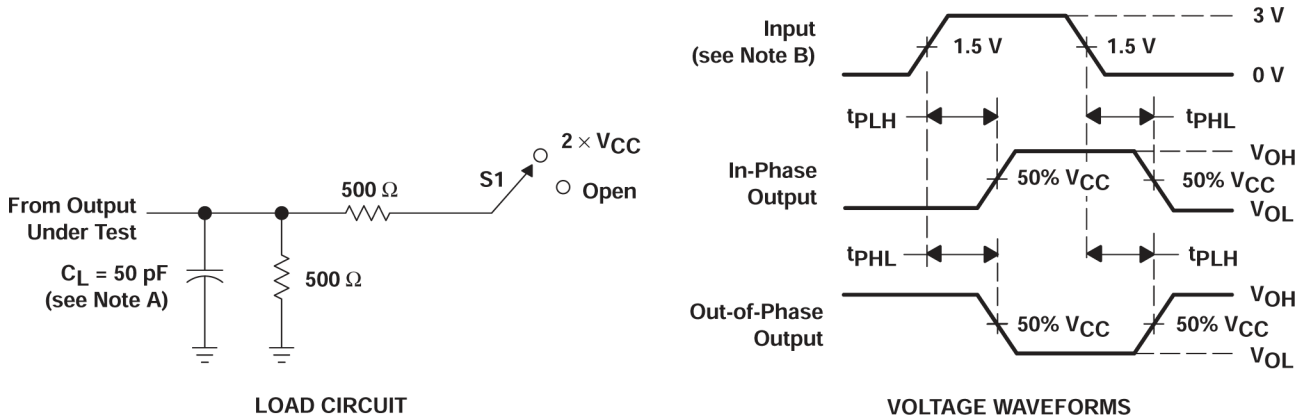 From Output
Under Test
CL = 50 pF
(see Note A)
500 Ω
500 Ω
S1
2 × VCC
Open
LOAD CIRCUIT
Input
(see Note B)
1.5 V
1.5 V
3 V
0 V
tPLH
tPHL
In-Phase
Output
50% VCC
50% VCC
VOH
VOL
tPHL
tPLH
Out-of-Phase
Output
50% VCC
50% VCC
VOH
VOL
VOLTAGE WAVEFORMS